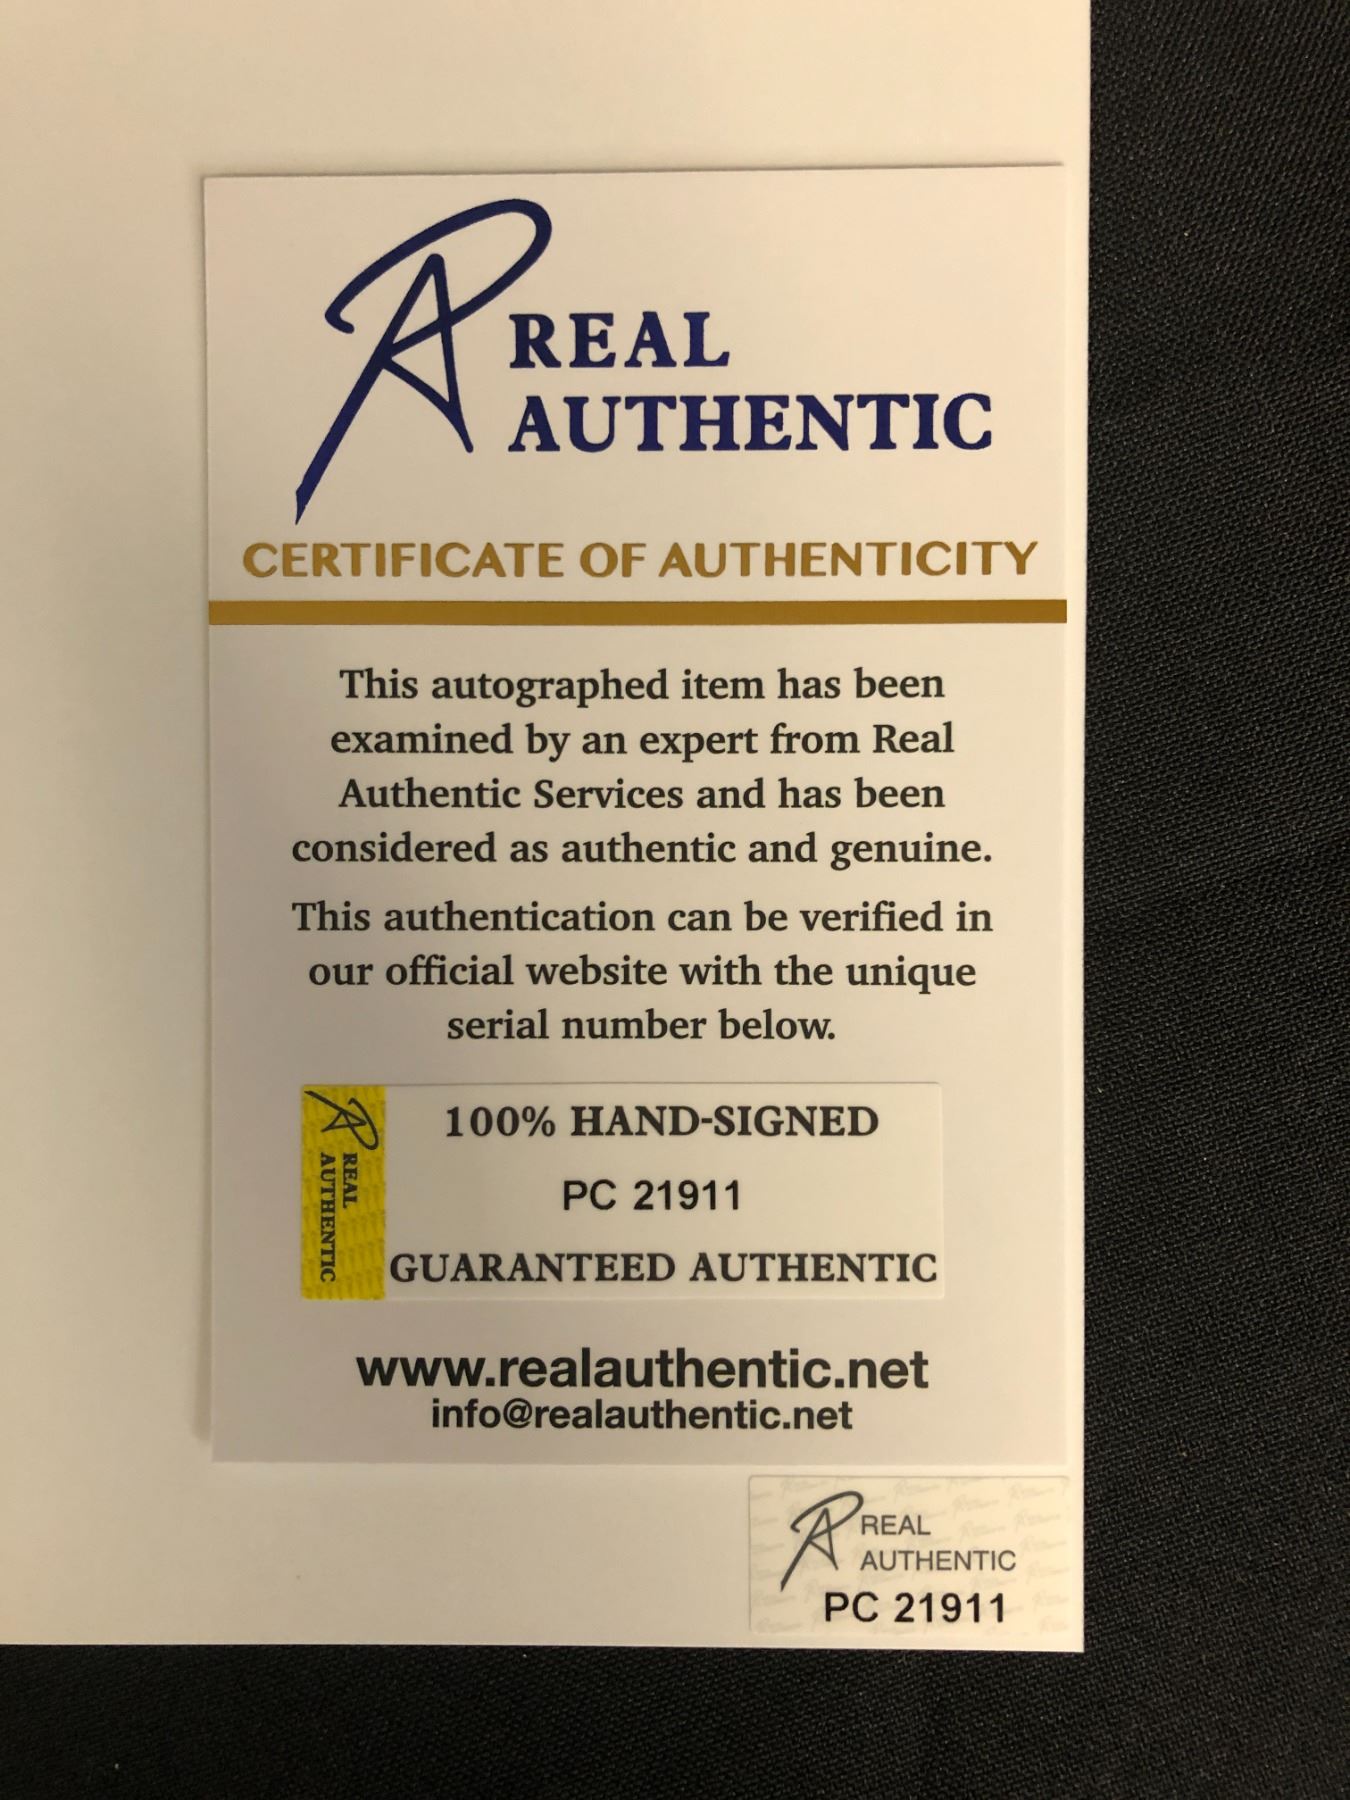 REAL
AUTHENTIC
CERTIFICATE OF AUTHENTICITY
This autographed item has been
examined by an expert from Real
Authentic Services and has been
considered as authentic and genuine.
This authentication can be verified in
our official website with the unique
serial number below.
REAL
AUTHENTIC
100% HAND-SIGNED
PC 21911
GUARANTEED AUTHENTIC
www.realauthentic.net
info@realauthentic.net
REAL
AUTHENTIC
PC 21911